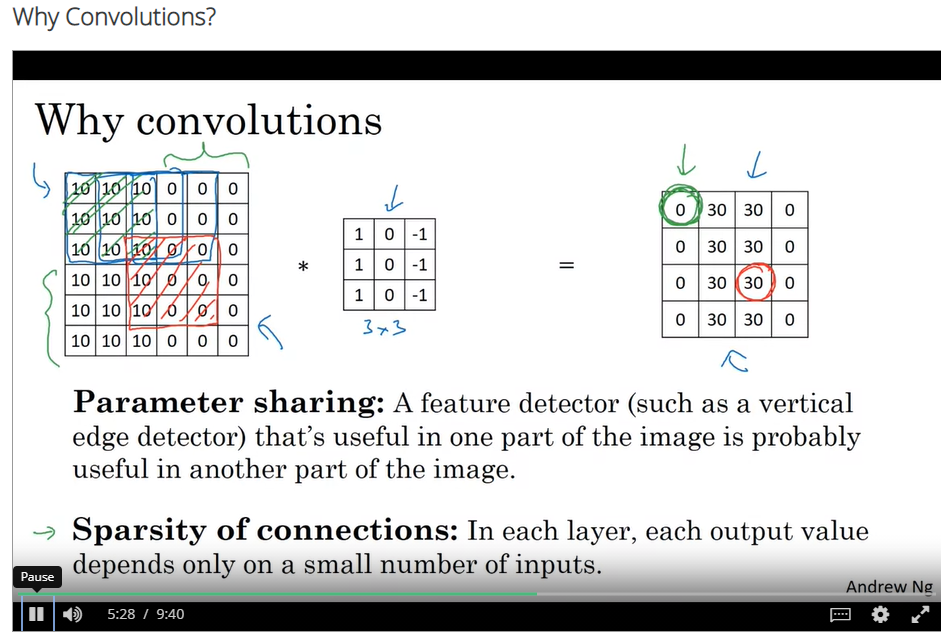 Why Convolutions?
Why convolutions
10 10 10 0 0 0
10 10 10 0 0 0
10 10 10 0 0 0
10 10 10 0 0 0
10 10 10 0 0 0
10 10 10 0 0 0
*
1 0 -1
1 0 -1
1 0 -1
3x3
=
0 30 30 0
0 30 30 0
0 30 30 0
0 30 30 0
Parameter sharing: A feature detector (such as a vertical
edge detector) that’s useful in one part of the image is probably
useful in another part of the image.
→ Sparsity of connections: In each layer, each output value
depends only on a small number of inputs.
Pause
Andrew Ng
5:28 / 9:40